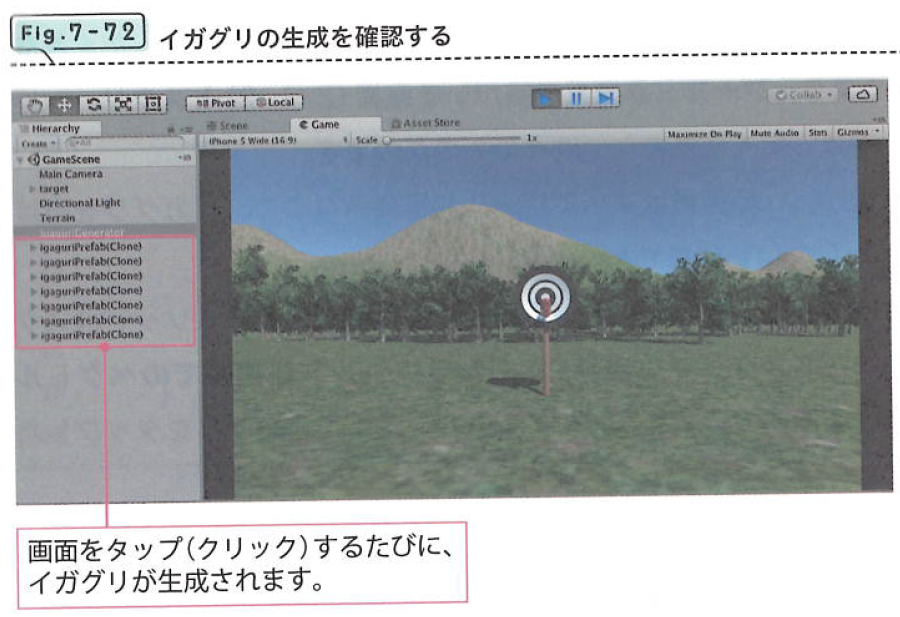 Fig.7-72 イガグリの生成を確認する
Pivot Local Collab
Hierarchy Scene Game Asset Store
Create All iPhone 5 Wide (16:9) Scale 1x Maximize On Play Mute Audio Stats Gizmos
GameScene
Main Camera
target
Directional Light
Terrain
IgaguriGenerator
igaguriPrefab(Clone)
igaguriPrefab(Clone)
igaguriPrefab(Clone)
igaguriPrefab(Clone)
igaguriPrefab(Clone)
igaguriPrefab(Clone)
igaguriPrefab(Clone)
画面をタップ(クリック)するたびに、
イガグリが生成されます。